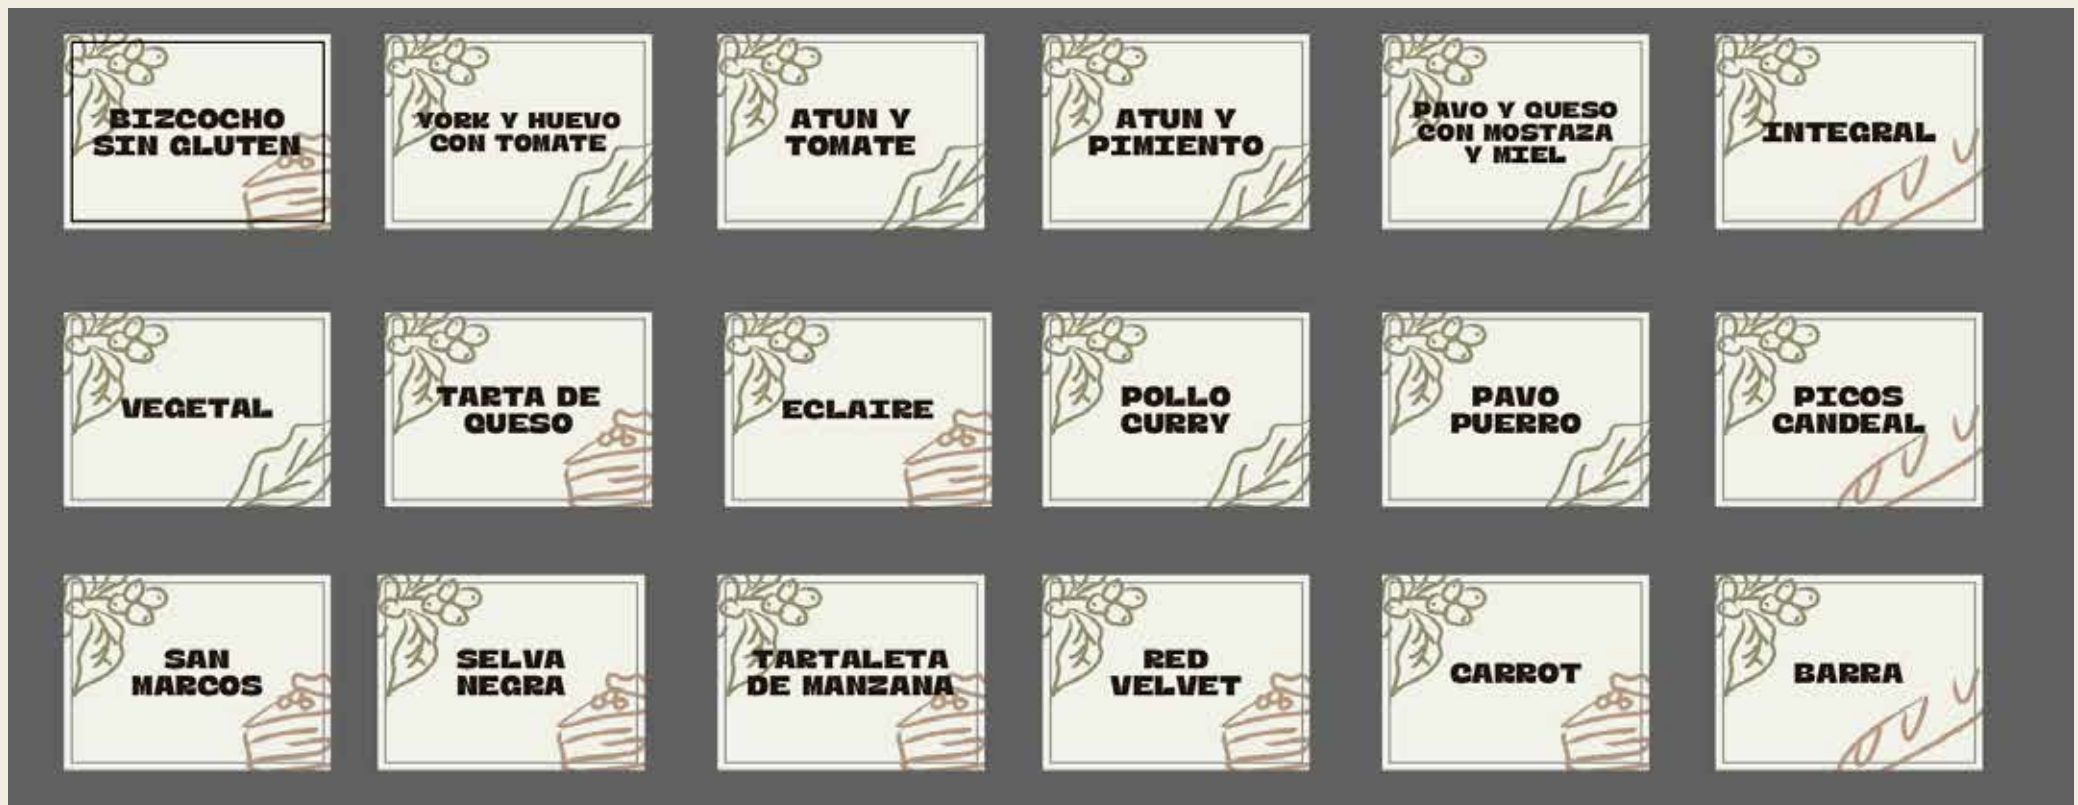 BIZCOCHO
SIN GLUTEN
YORK Y HUEVO
CON TOMATE
ATUN Y
TOMATE
ATUN Y
PIMIENTO
PAVO Y QUESO
CON MOSTAZA
Y MIEL
INTEGRAL
VEGETAL
TARTA DE
QUESO
ECLAIRE
POLLO
CURRY
PAVO
PUERRO
PICOS
CANDEAL
SAN
MARCOS
SELVA
NEGRA
TARTALETA
DE MANZANA
RED
VELVET
CARROT
BARRA